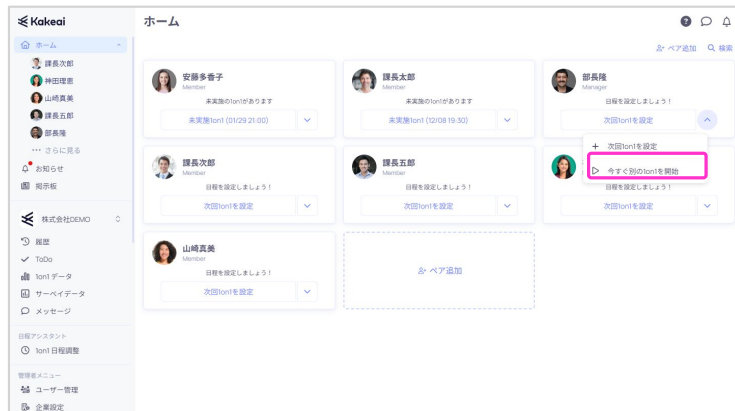 Kakeai
ホーム
ホーム
課長次郎
神田理恵
山崎真美
課長五郎
部長隆
さらに見る
お知らせ
掲示板
株式会社DEMO
履歴
ToDo
1on1 データ
サーベイデータ
メッセージ
日程アシスタント
1on1 日程調整
管理者メニュー
ユーザー管理
企業設定
ペア追加
検索
安藤多香子
Member
未実施の1on1があります
未実施1on1 (01/29 21:00)
課長太郎
Member
未実施の1on1があります
未実施1on1 (12/08 19:30)
部長隆
Manager
日程を設定しましょう!
次回1on1を設定
次回1on1を設定
今すぐ別の1on1を開始
課長次郎
Member
日程を設定しましょう!
次回1on1を設定
課長五郎
Member
日程を設定しましょう!
次回1on1を設定
日程を設定しましょう!
次回1on1を設定
山崎真美
Member
日程を設定しましょう!
次回1on1を設定
ペア追加